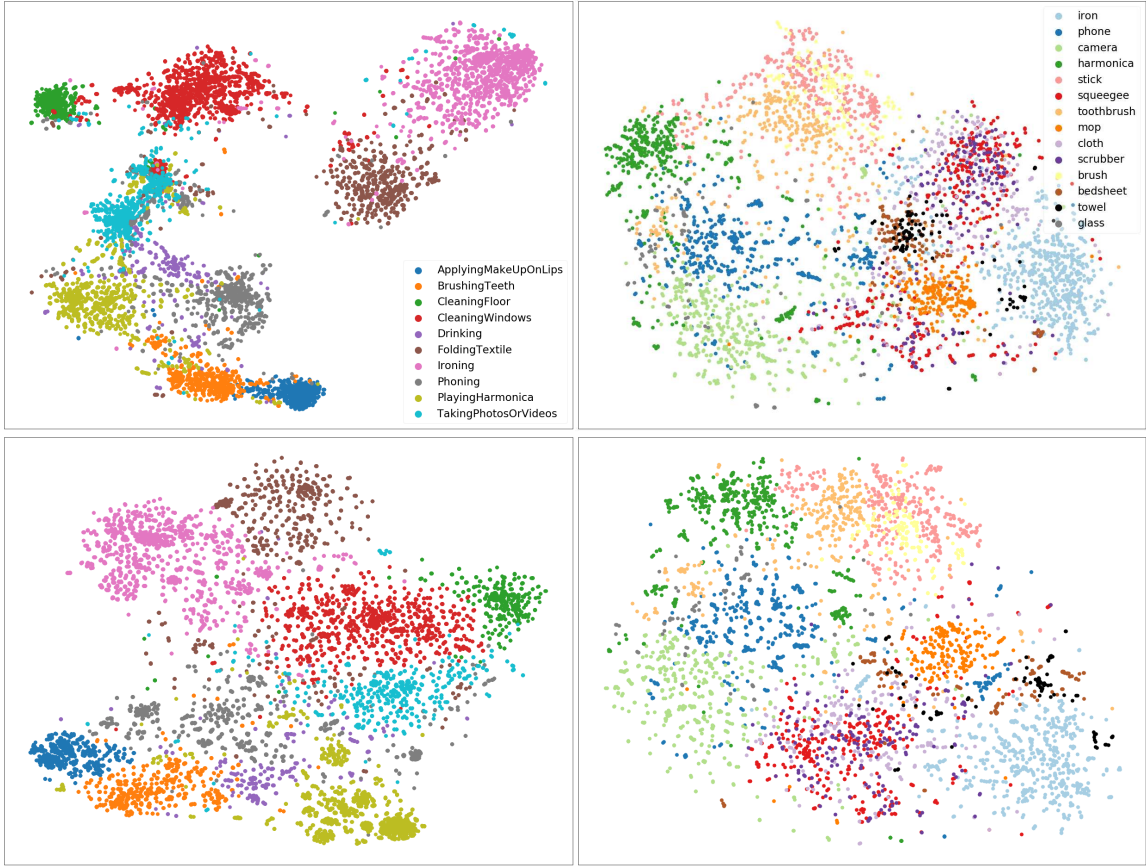 iron
phone
camera
harmonica
stick
squeegee
toothbrush
mop
cloth
scrubber
brush
bedsheet
towel
glass
ApplyingMakeUpOnLips
BrushingTeeth
CleaningFloor
CleaningWindows
Drinking
FoldingTextile
Ironing
Phoning
PlayingHarmonica
TakingPhotosOrVideos